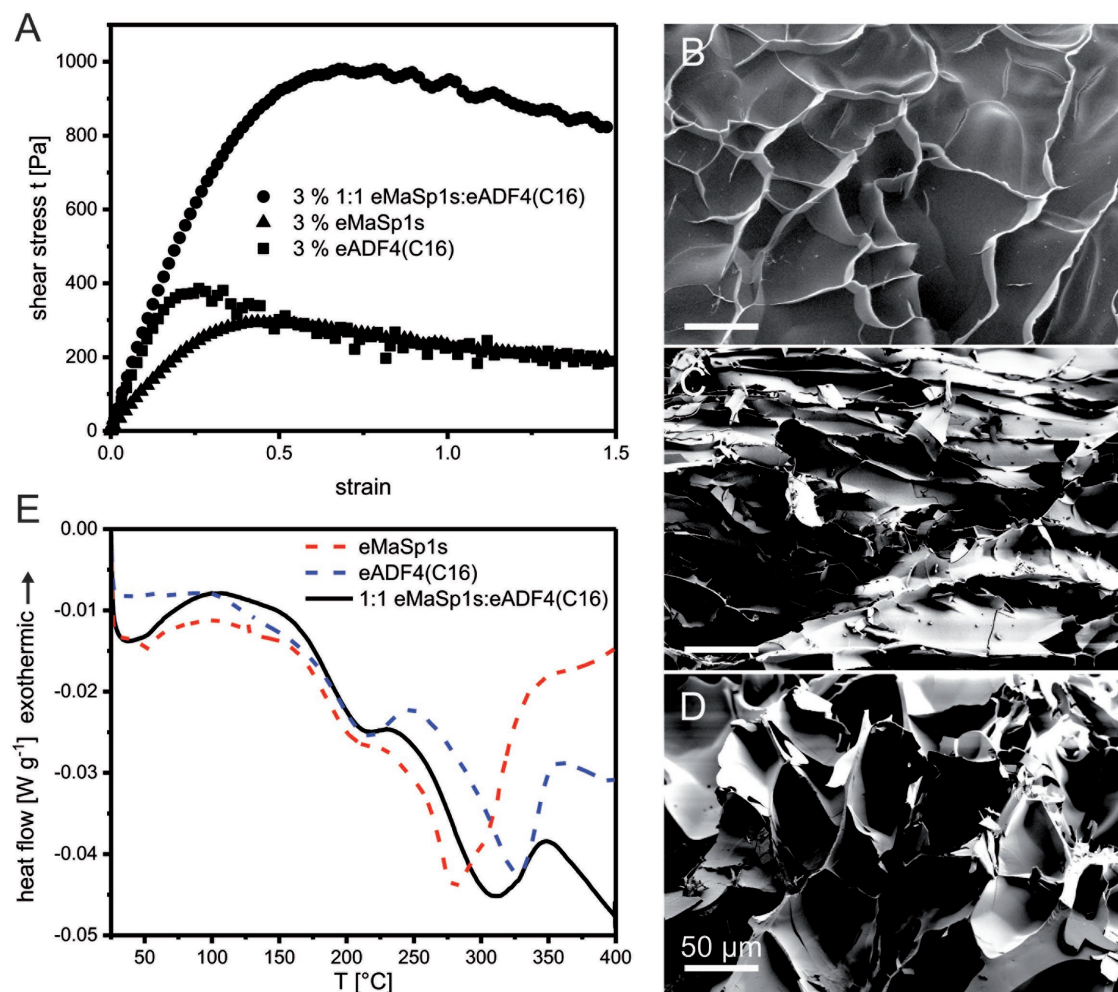 A
shear stress t [Pa]
1000
800
600
400
200
0
3 % 1:1 eMaSp1s:eADF4(C16)
3 % eMaSp1s
3 % eADF4(C16)
0.0 0.5 1.0 1.5
strain
B
C
D
50 µm
E
heat flow [W g⁻¹] exothermic →
0.00
-0.01
-0.02
-0.03
-0.04
-0.05
eMaSp1s
eADF4(C16)
1:1 eMaSp1s:eADF4(C16)
50 100 150 200 250 300 350 400
T [°C]